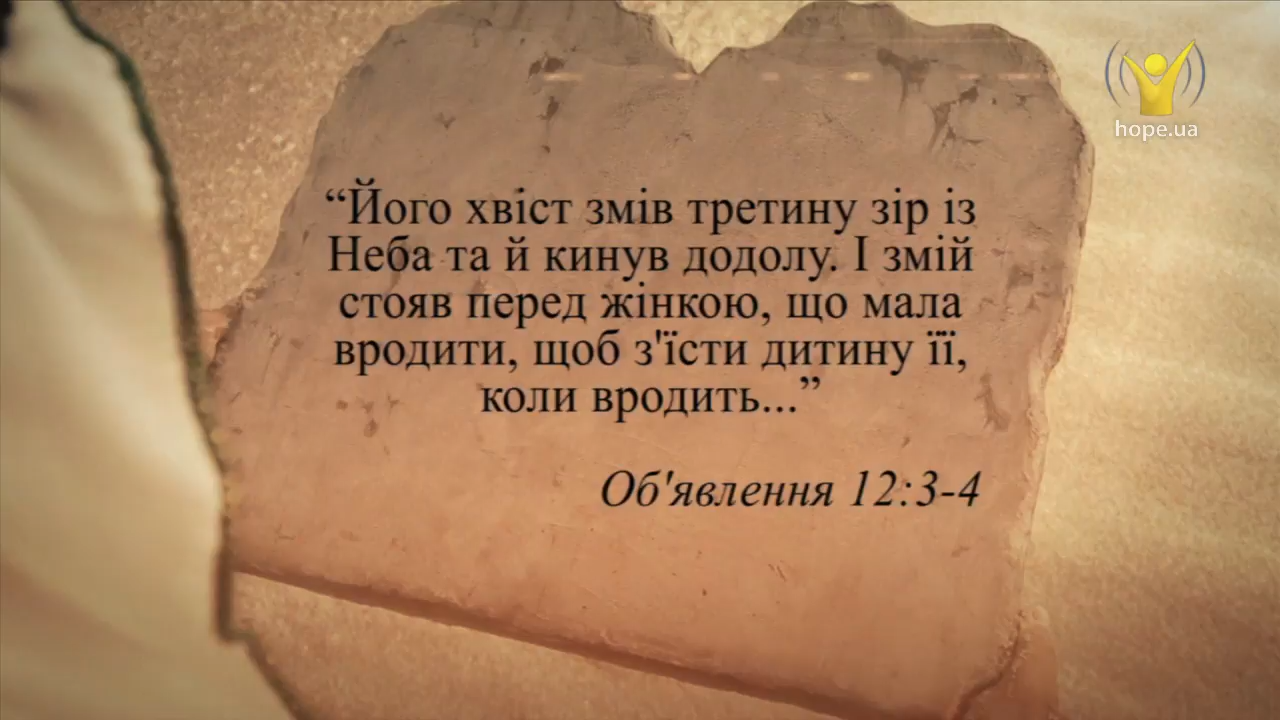 hope.ua
“Його хвіст змів третину зір із
Неба та й кинув додолу. І змій
стояв перед жінкою, що мала
вродити, щоб з'їсти дитину її,
коли вродить...”
Об'явлення 12:3-4